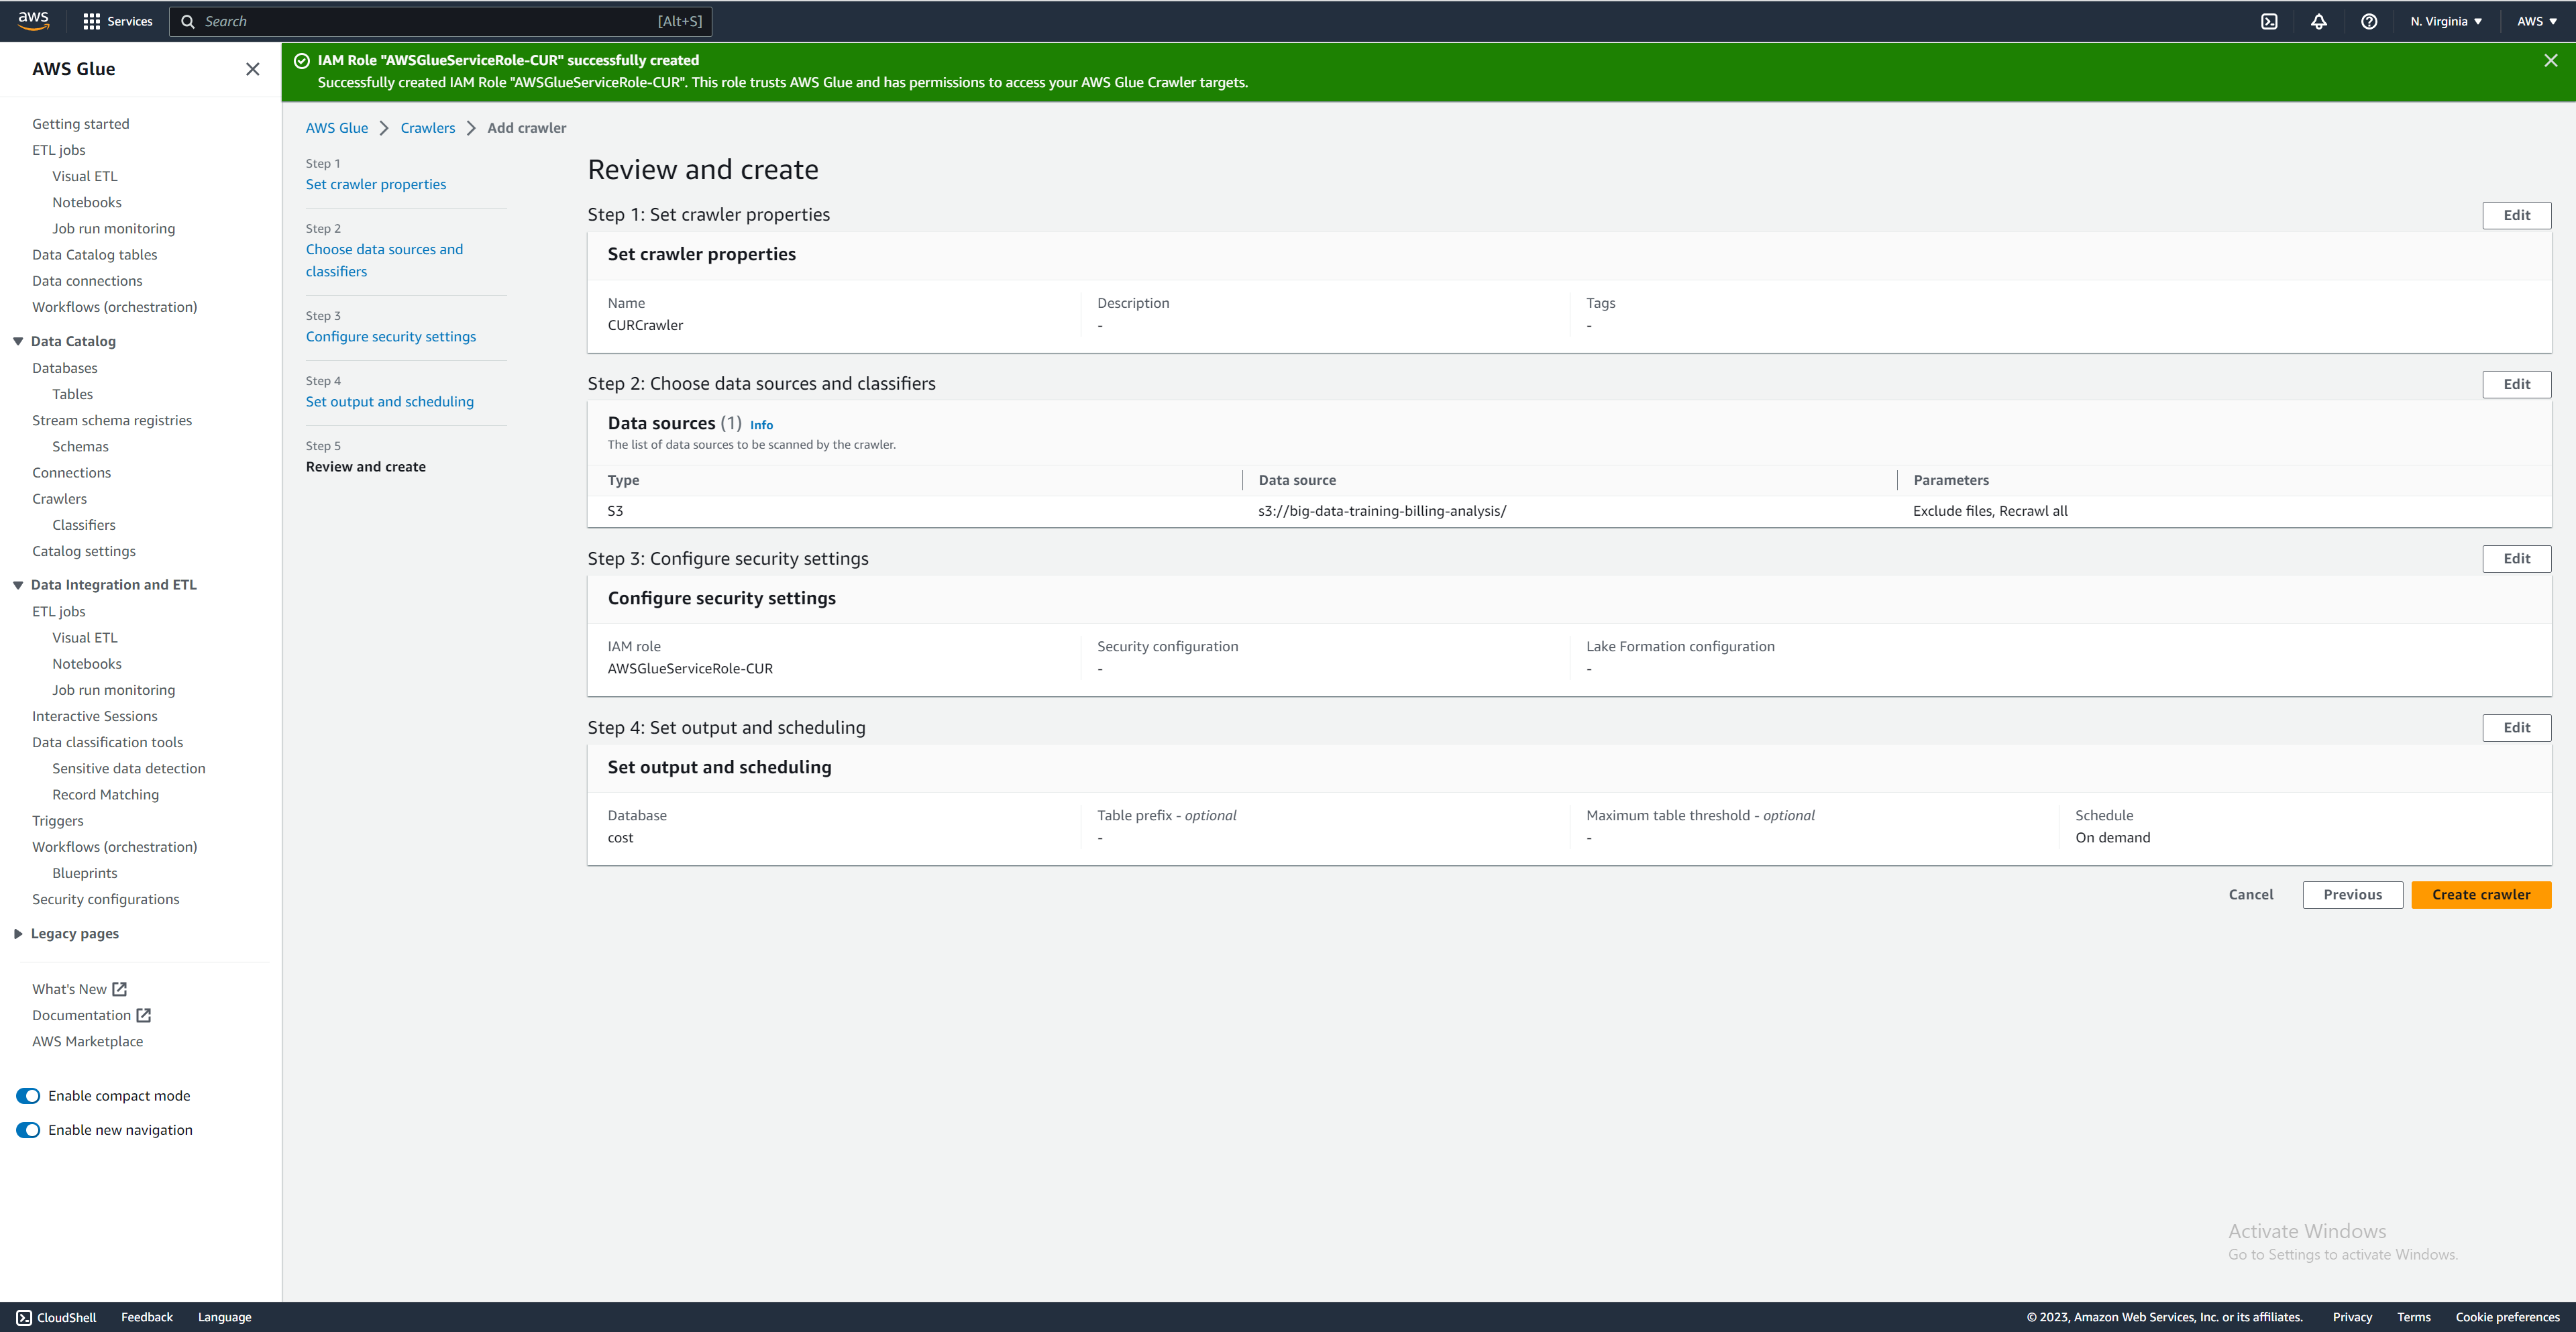 aws
Services
Search
[Alt+S]
N. Virginia
AWS
AWS Glue
IAM Role "AWSGlueServiceRole-CUR" successfully created
Successfully created IAM Role "AWSGlueServiceRole-CUR". This role trusts AWS Glue and has permissions to access your AWS Glue Crawler targets.
Getting started
ETL jobs
Visual ETL
Notebooks
Job run monitoring
Data Catalog tables
Data connections
Workflows (orchestration)
Data Catalog
Databases
Tables
Stream schema registries
Schemas
Connections
Crawlers
Classifiers
Catalog settings
Data Integration and ETL
ETL jobs
Visual ETL
Notebooks
Job run monitoring
Interactive Sessions
Data classification tools
Sensitive data detection
Record Matching
Triggers
Workflows (orchestration)
Blueprints
Security configurations
Legacy pages
What's New
Documentation
AWS Marketplace
Enable compact mode
Enable new navigation
AWS Glue > Crawlers > Add crawler
Step 1
Set crawler properties
Step 2
Choose data sources and
classifiers
Step 3
Configure security settings
Step 4
Set output and scheduling
Step 5
Review and create
Review and create
Step 1: Set crawler properties
Edit
Set crawler properties
Name
CURCrawler
Description
-
Tags
-
Step 2: Choose data sources and classifiers
Edit
Data sources (1) Info
The list of data sources to be scanned by the crawler.
Type
Data source
Parameters
S3
s3://big-data-training-billing-analysis/
Exclude files, Recrawl all
Step 3: Configure security settings
Edit
Configure security settings
IAM role
AWSGlueServiceRole-CUR
Security configuration
-
Lake Formation configuration
-
Step 4: Set output and scheduling
Edit
Set output and scheduling
Database
cost
Table prefix - optional
-
Maximum table threshold - optional
-
Schedule
On demand
Cancel
Previous
Create crawler
Activate Windows
Go to Settings to activate Windows.
CloudShell
Feedback
Language
© 2023, Amazon Web Services, Inc. or its affiliates.
Privacy
Terms
Cookie preferences